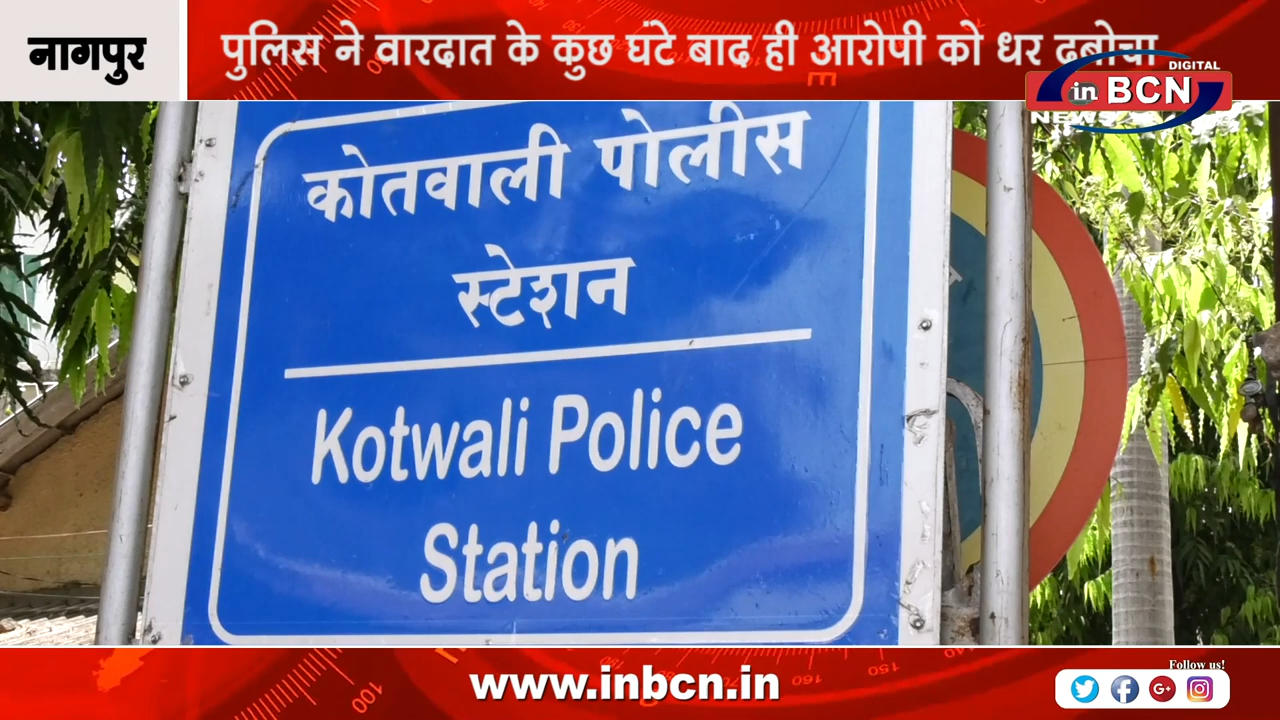 नागपुर
पुलिस ने वारदात के कुछ घंटे बाद ही आरोपी को धर दबोचा
DIGITAL
in BCN
NEWS
कोतवाली पोलीस
स्टेशन
Kotwali Police
Station
www.inbcn.in
Follow us!